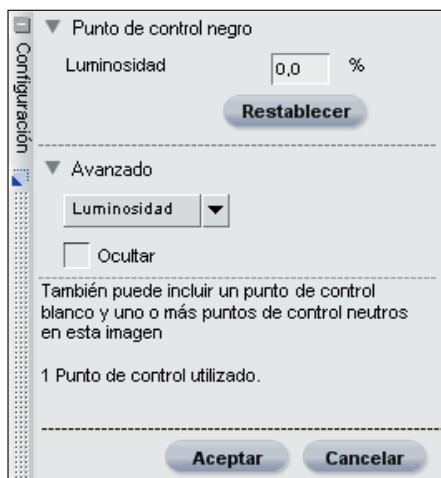 Configuración
Punto de control negro
Luminosidad 0,0 %
Restablecer
Avanzado
Luminosidad
Ocultar
También puede incluir un punto de control
blanco y uno o más puntos de control neutros
en esta imagen
1 Punto de control utilizado.
Aceptar Cancelar